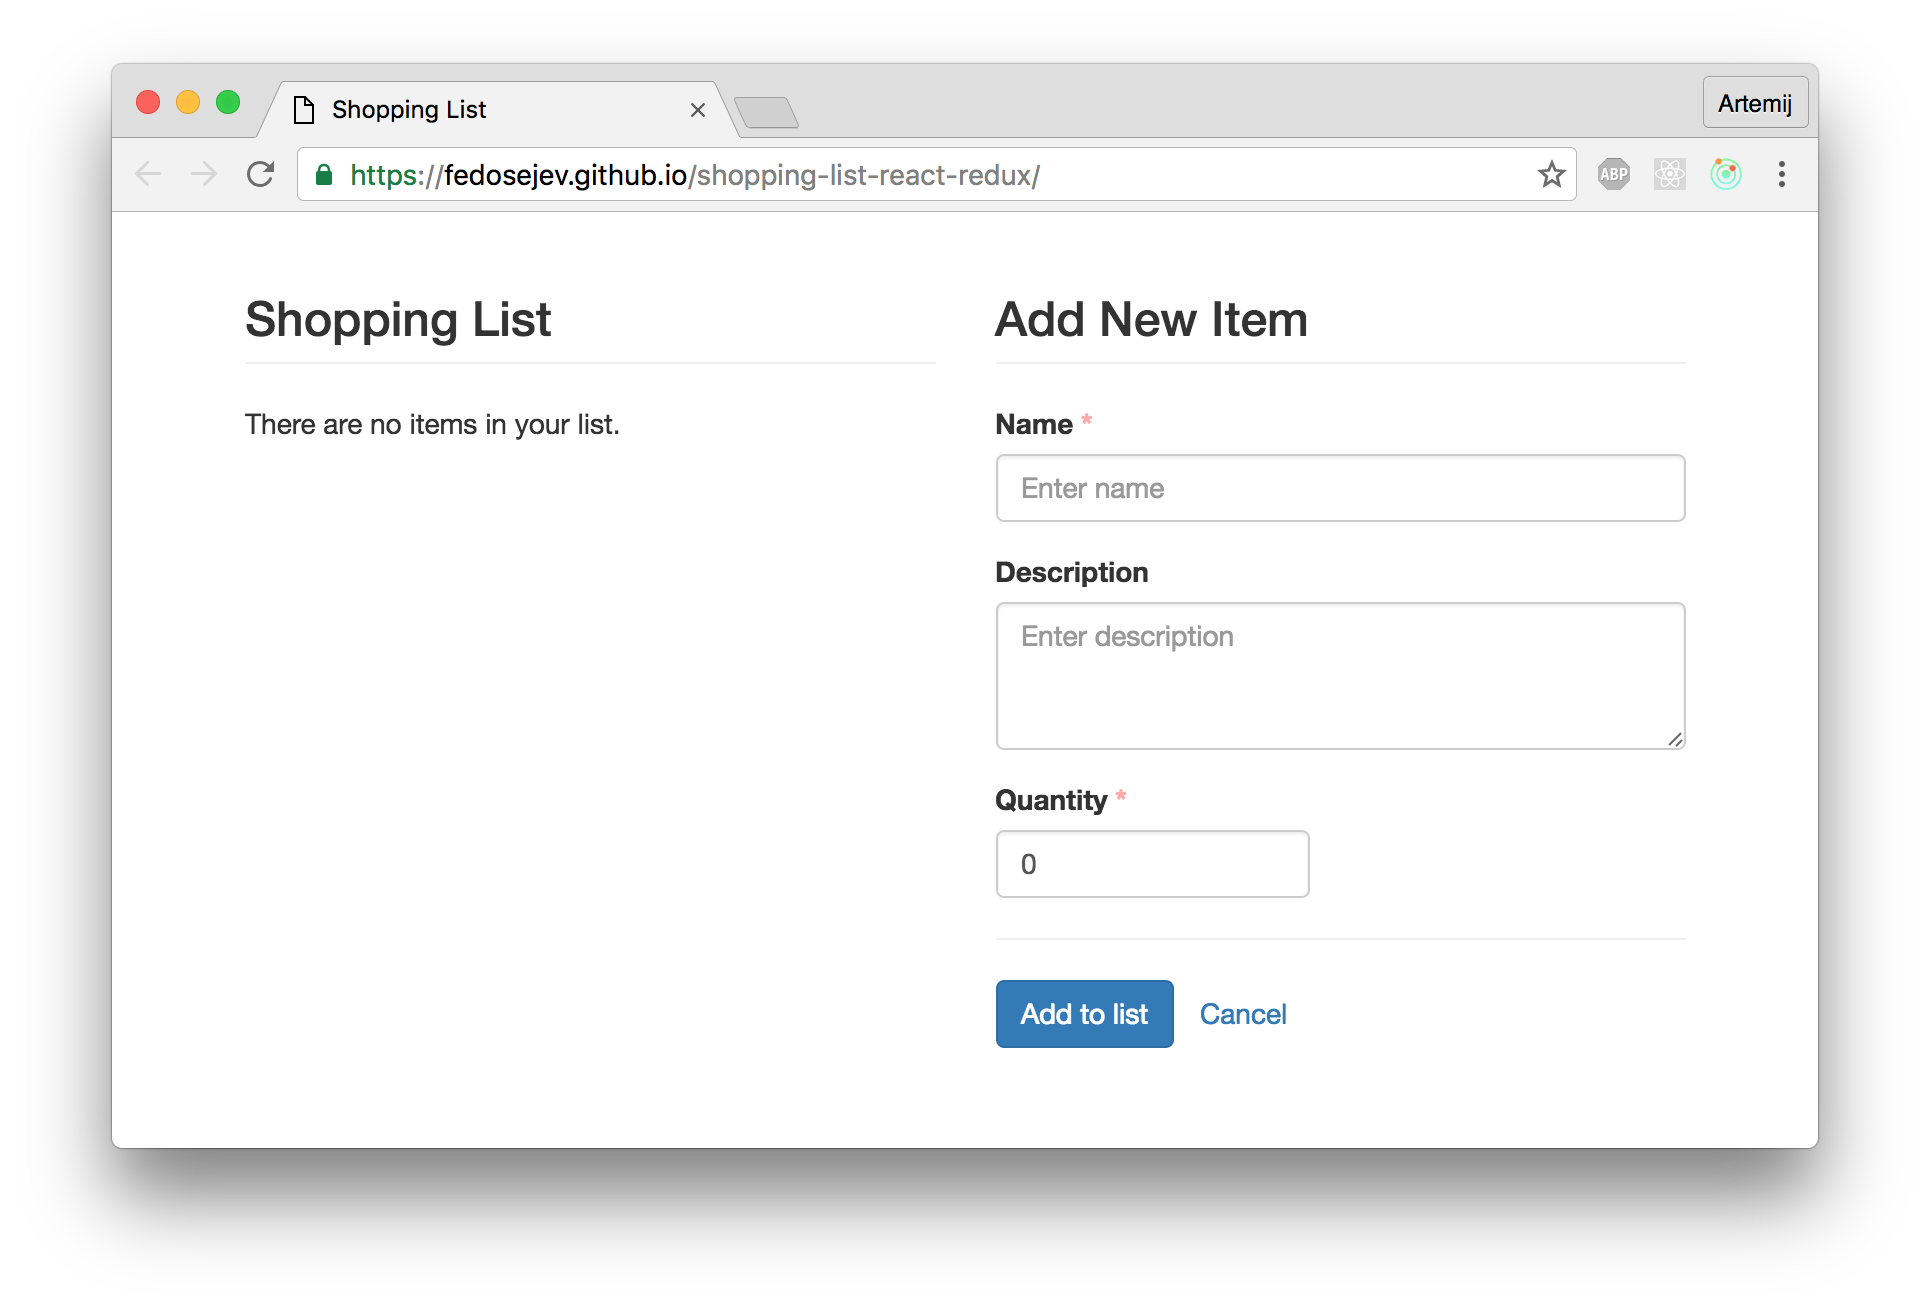 Shopping List
Artemij
https://fedosejev.github.io/shopping-list-react-redux/
ABP
Shopping List
There are no items in your list.
Add New Item
Name *
Enter name
Description
Enter description
Quantity *
0
Add to list
Cancel